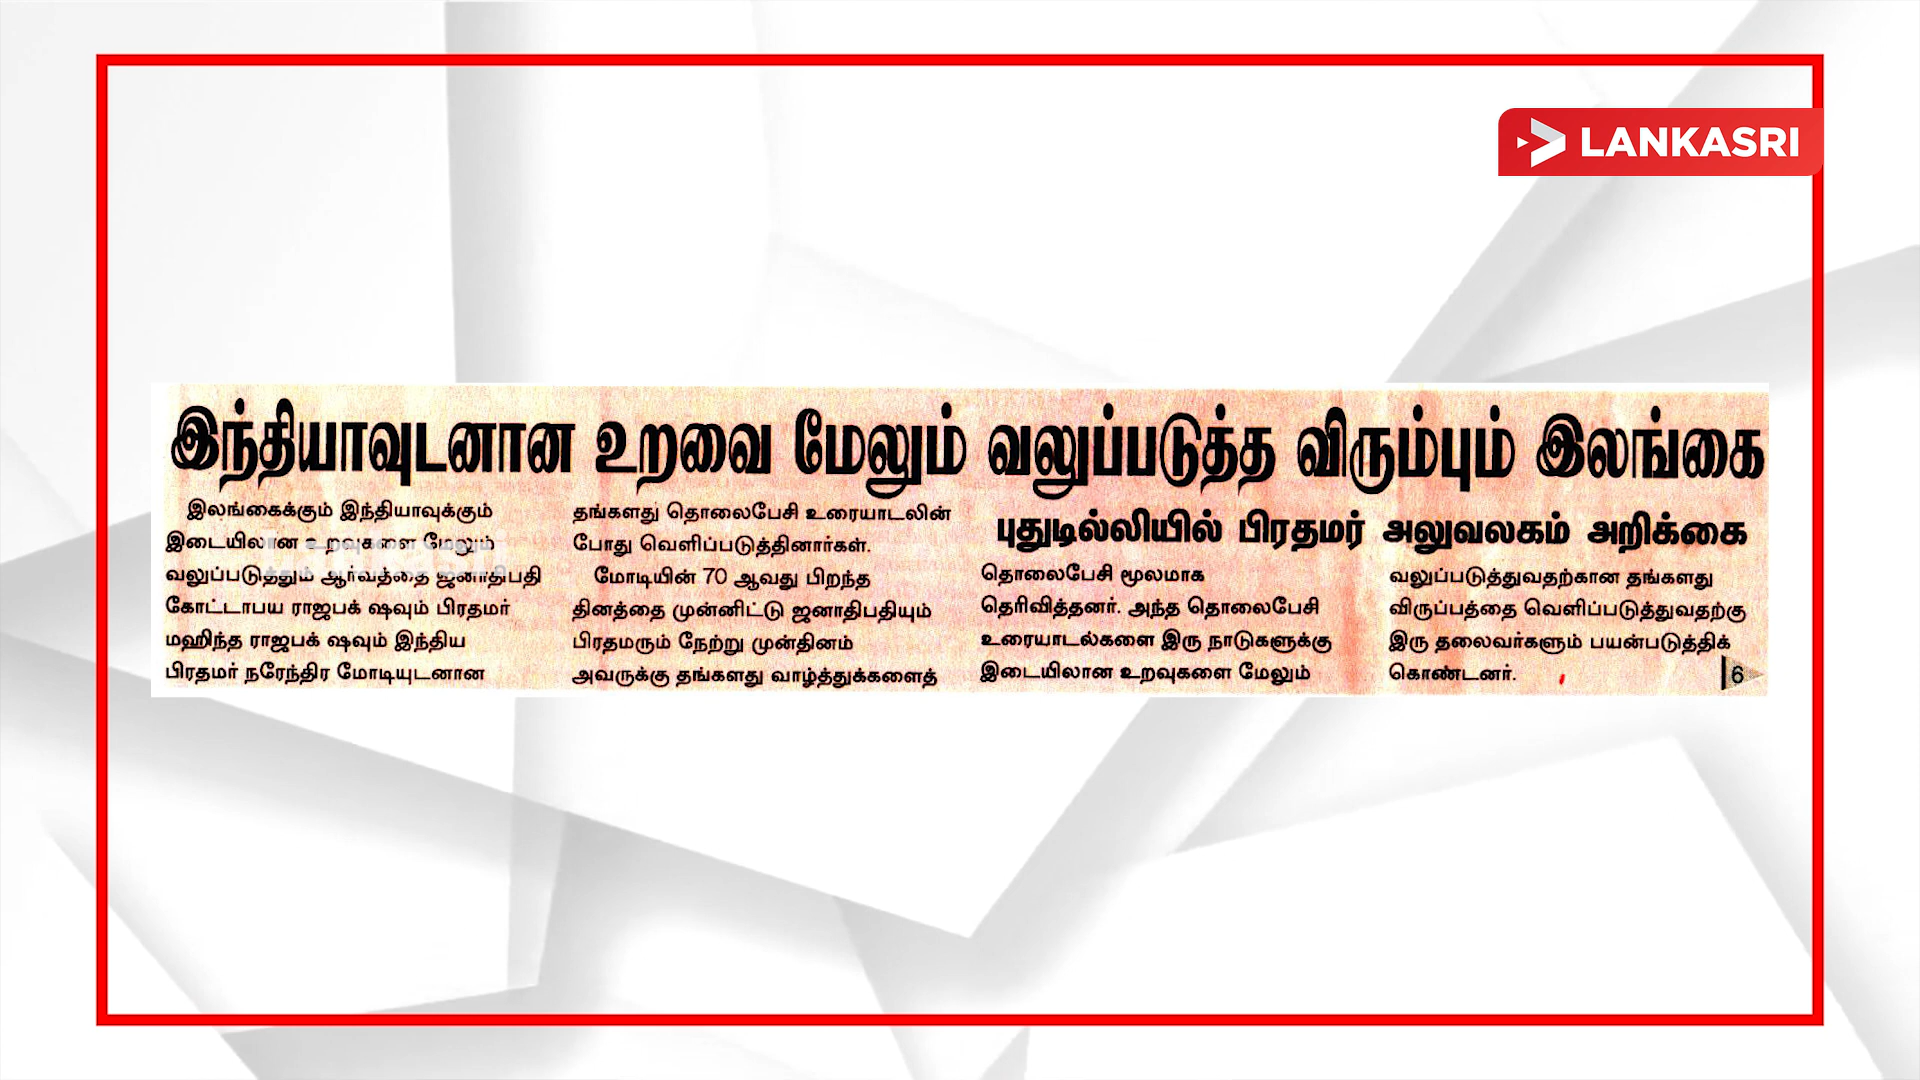 LANKASRI
இந்தியாவுடனான உறவை மேலும் வலுப்படுத்த விரும்பும் இலங்கை
புதுடில்லியில் பிரதமர் அலுவலகம் அறிக்கை
இலங்கைக்கும் இந்தியாவுக்கும்
இடையிலான உறவுகளை மேலும்
வலுப்படுத்தும் ஆர்வத்தை ஜனாதிபதி
கோட்டாபய ராஜபக் ஷவும் பிரதமர்
மஹிந்த ராஜபக் ஷவும் இந்திய
பிரதமர் நரேந்திர மோடியுடனான
தங்களது தொலைபேசி உரையாடலின்
போது வெளிப்படுத்தினார்கள்.
மோடியின் 70 ஆவது பிறந்த
தினத்தை முன்னிட்டு ஜனாதிபதியும்
பிரதமரும் நேற்று முன்தினம்
அவருக்கு தங்களது வாழ்த்துக்களைத்
தொலைபேசி மூலமாக
தெரிவித்தனர். அந்த தொலைபேசி
உரையாடல்களை இரு நாடுகளுக்கு
இடையிலான உறவுகளை மேலும்
வலுப்படுத்துவதற்கான தங்களது
விருப்பத்தை வெளிப்படுத்துவதற்கு
இரு தலைவர்களும் பயன்படுத்திக்
கொண்டனர்.
6